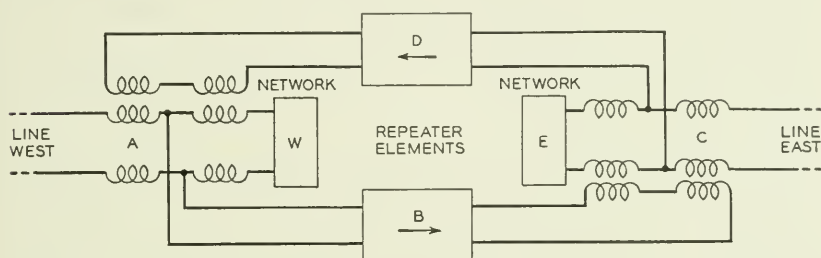 D
NETWORK
NETWORK
LINE
WEST
A
W
REPEATER
ELEMENTS
E
C
LINE
EAST
B